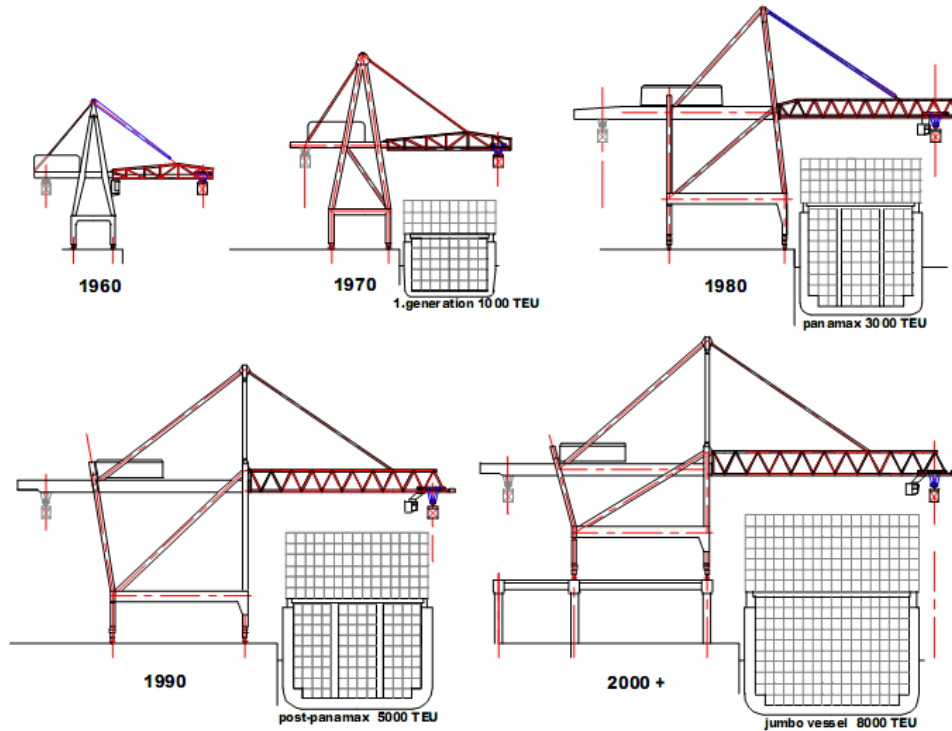 1960
1970
1.generation 1000 TEU
1980
panamax 3000 TEU
1990
post-panamax 5000 TEU
2000 +
jumbo vessel 8000 TEU